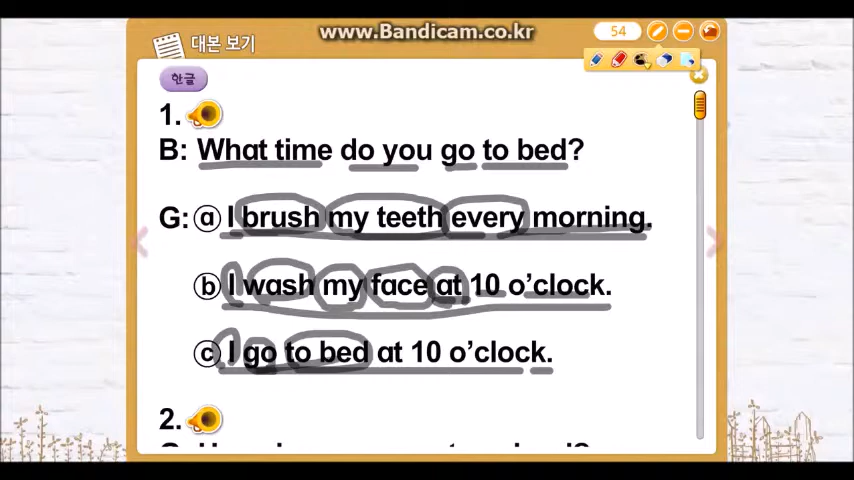 www.Bandicam.co.kr
대본 보기
54
한글
1.
B: What time do you go to bed?
G: ⓐ I brush my teeth every morning.
ⓑ I wash my face at 10 o’clock.
ⓒ I go to bed at 10 o’clock.
2.